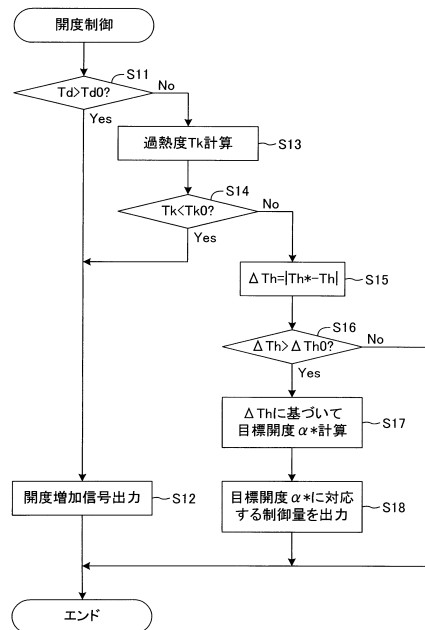 開度制御
S11
Td>Td0?
No
Yes
過熱度Tk計算
S13
S14
Tk<Tk0?
No
Yes
ΔTh=|Th*-Th|
S15
S16
ΔTh>ΔTh0?
No
Yes
ΔThに基づいて
目標開度α*計算
S17
開度増加信号出力
S12
目標開度α*に対応
する制御量を出力
S18
エンド